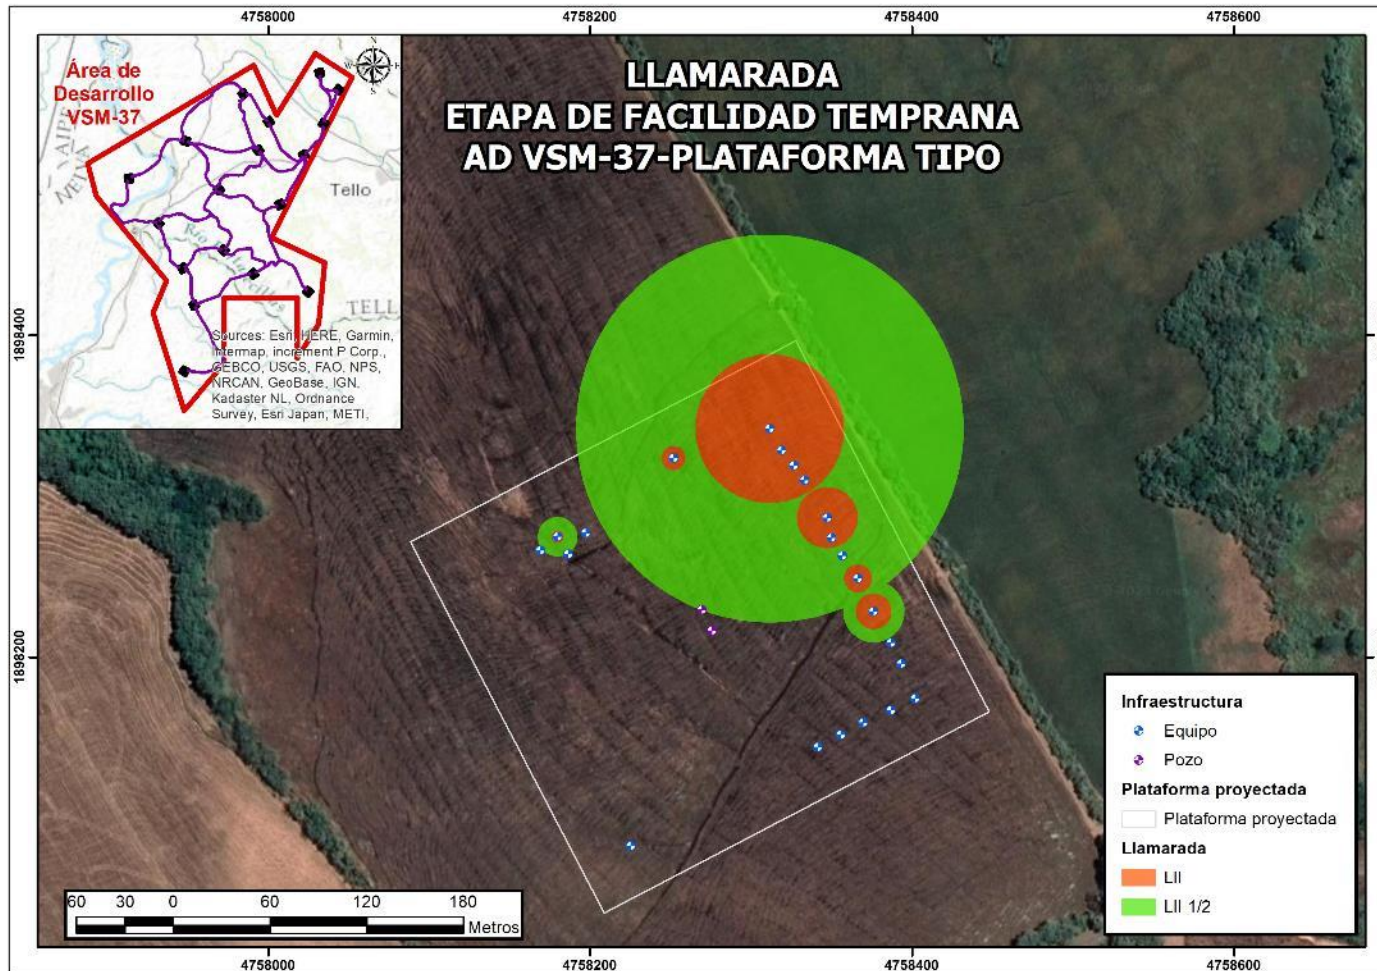 4758000
4758200
4758400
4758600
Área de
Desarrollo
VSM-37
N
W
E
S
Tello
TELL
Sources: Esri, HERE, Garmin,
Intermap, increment P Corp.,
GEBCO, USGS, FAO, NPS,
NRCAN, GeoBase, IGN,
Kadaster NL, Ordnance
Survey, Esri Japan, METI,
LLAMARADA
ETAPA DE FACILIDAD TEMPRANA
AD VSM-37-PLATAFORMA TIPO
1898400
1898400
1898200
1898200
Infraestructura
Equipo
Pozo
Plataforma proyectada
Plataforma proyectada
Llamarada
LII
LII 1/2
60 30 0 60 120 180
Metros
4758000
4758200
4758400
4758600